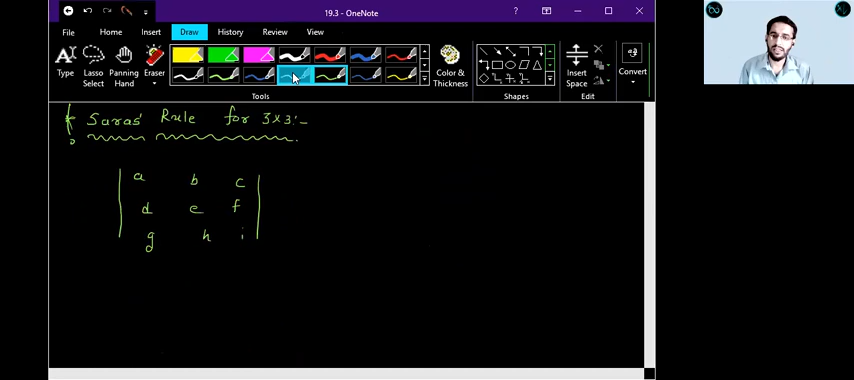 19.3 - OneNote
?
File
Home
Insert
Draw
History
Review
View
Type
Lasso Select
Panning Hand
Eraser
Color & Thickness
Insert Space
Convert
Tools
Shapes
Edit
Saras' Rule for 3×3:-
a b c
d e f
g h i